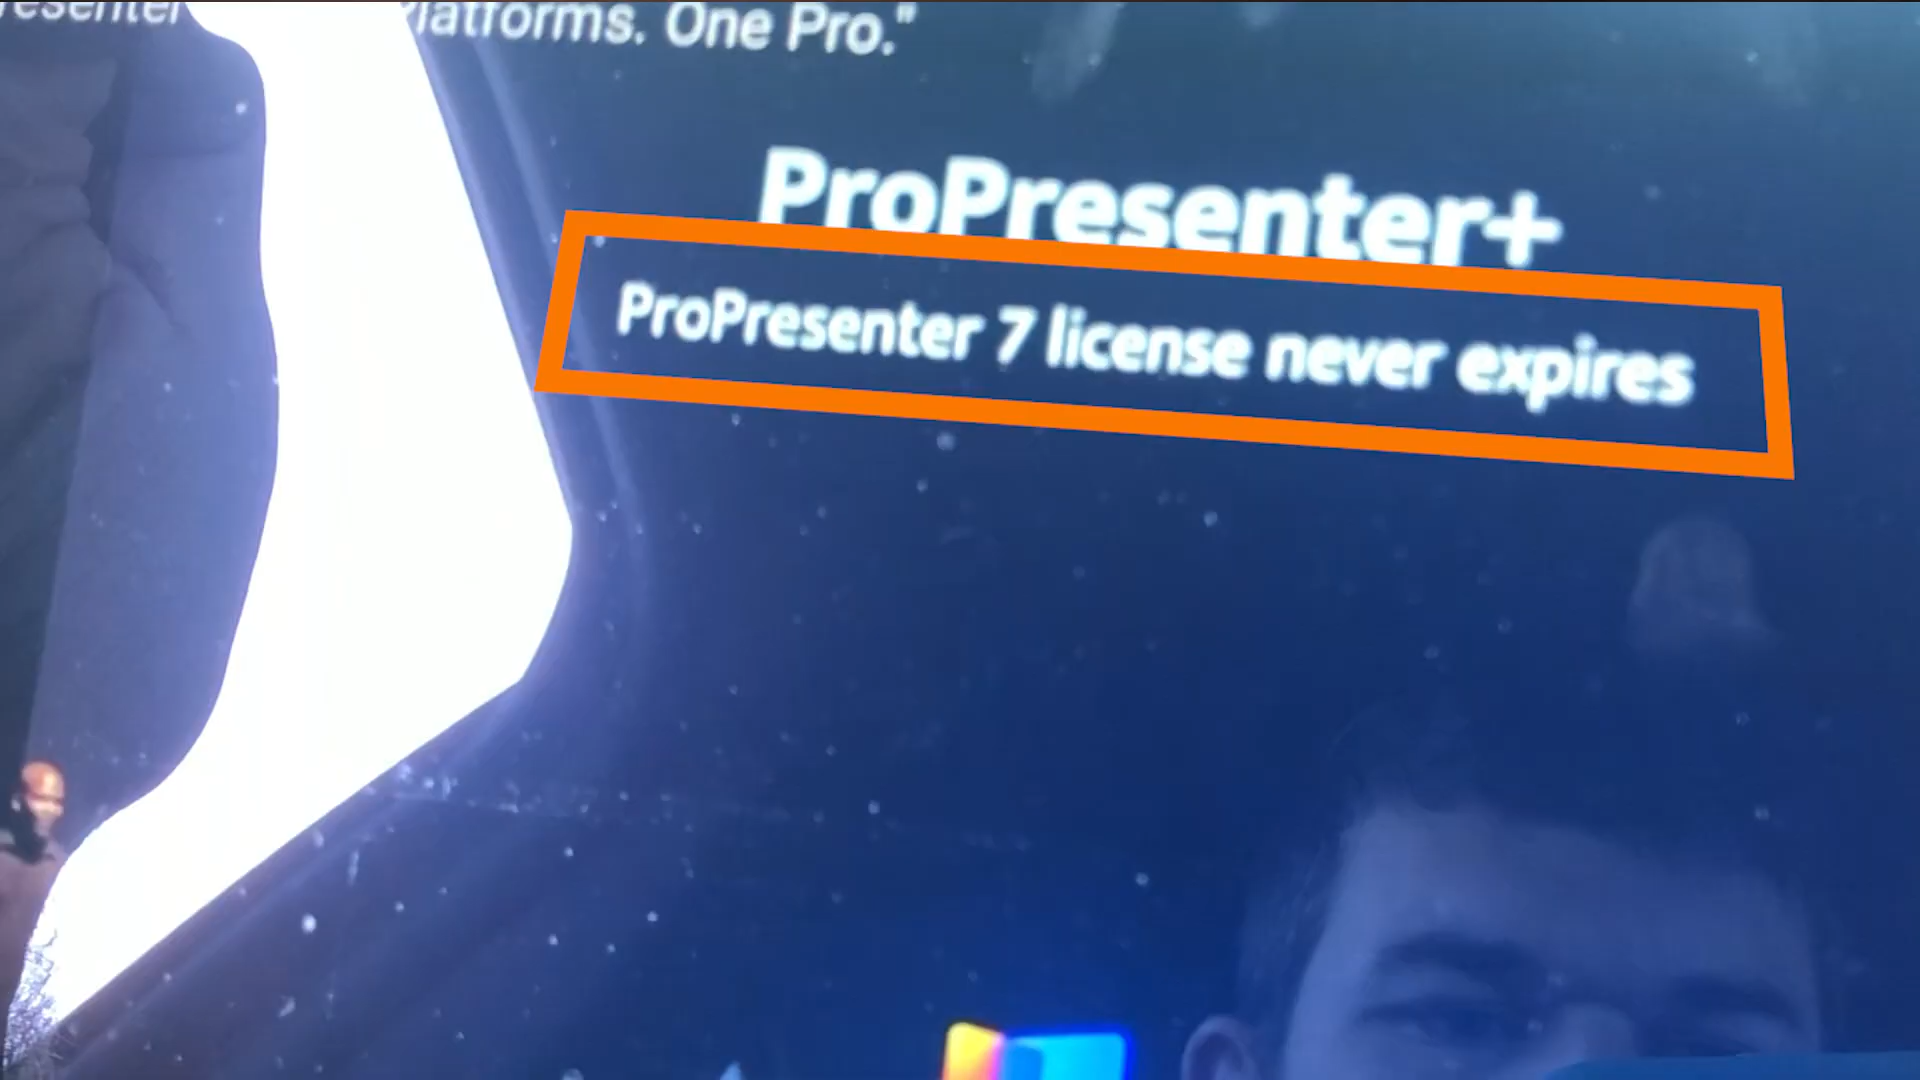 Platforms. One Pro."
ProPresenter+
ProPresenter 7 license never expires